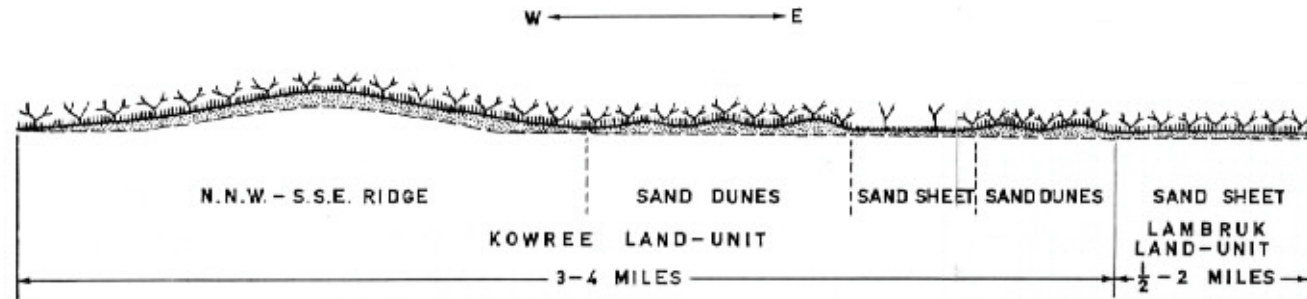 W E
N.N.W. – S.S.E. RIDGE SAND DUNES SAND SHEET SAND DUNES SAND SHEET
KOWREE LAND-UNIT
LAMBRUK
LAND-UNIT
3-4 MILES ½ - 2 MILES